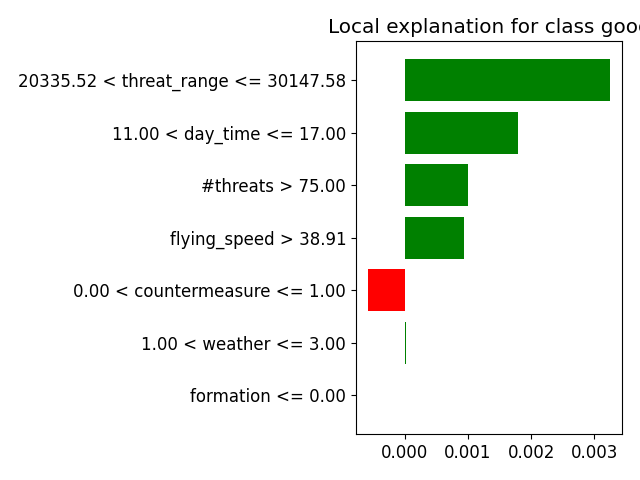 Local explanation for class goo
20335.52 < threat_range <= 30147.58
11.00 < day_time <= 17.00
#threats > 75.00
flying_speed > 38.91
0.00 < countermeasure <= 1.00
1.00 < weather <= 3.00
formation <= 0.00
0.000 0.001 0.002 0.003